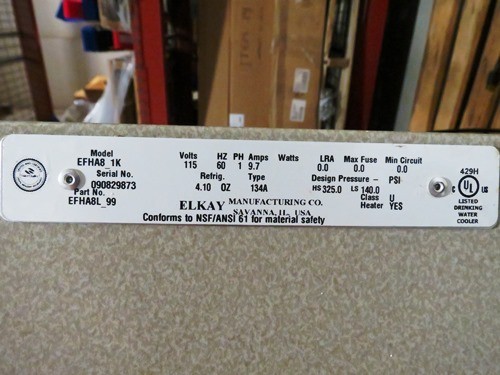 Model Volts HZ PH Amps Watts LRA Max Fuse Min Circuit
EFHA8_1K 115 60 1 9.7 0.0 0.0 0.0
Serial No. Refrig. Type Design Pressure - PSI
090829873 4.10 OZ 134A HS 325.0 LS 140.0
Part No. Class U
EFHA8L_99 Heater YES
ELKAY MANUFACTURING CO.
SAVANNA, IL, USA
Conforms to NSF/ANSI 61 for material safety
429H
C UL US
LISTED
DRINKING
WATER
COOLER